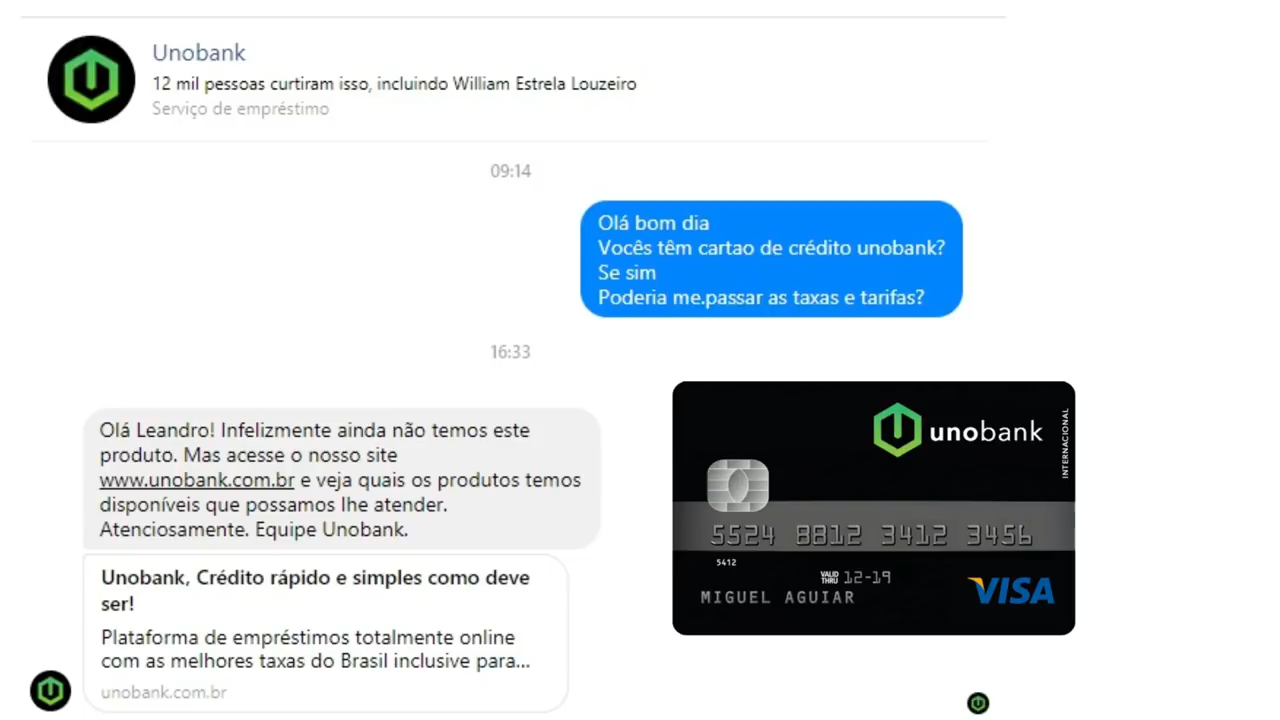 Unobank
12 mil pessoas curtiram isso, incluindo William Estrela Louzeiro
Serviço de empréstimo
09:14
Olá bom dia
Vocês têm cartao de crédito unobank?
Se sim
Poderia me.passar as taxas e tarifas?
16:33
Olá Leandro! Infelizmente ainda não temos este
produto. Mas acesse o nosso site
www.unobank.com.br e veja quais os produtos temos
disponíveis que possamos lhe atender.
Atenciosamente. Equipe Unobank.
Unobank, Crédito rápido e simples como deve
ser!
Plataforma de empréstimos totalmente online
com as melhores taxas do Brasil inclusive para...
unobank.com.br
unobank
INTERNACIONAL
5524 8812 3412 3456
5412
VALID
THRU 12-19
MIGUEL AGUIAR
VISA